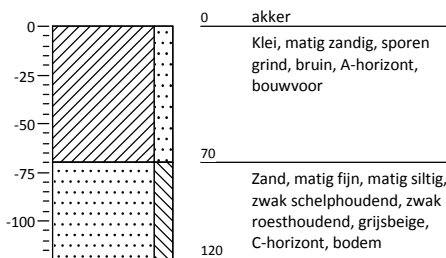 0
-25
-50
-75
-100
0 akker
Klei, matig zandig, sporen
grind, bruin, A-horizont,
bouwvoor
70
Zand, matig fijn, matig siltig,
zwak schelphoudend, zwak
roesthoudend, grijsbeige,
C-horizont, bodem
120